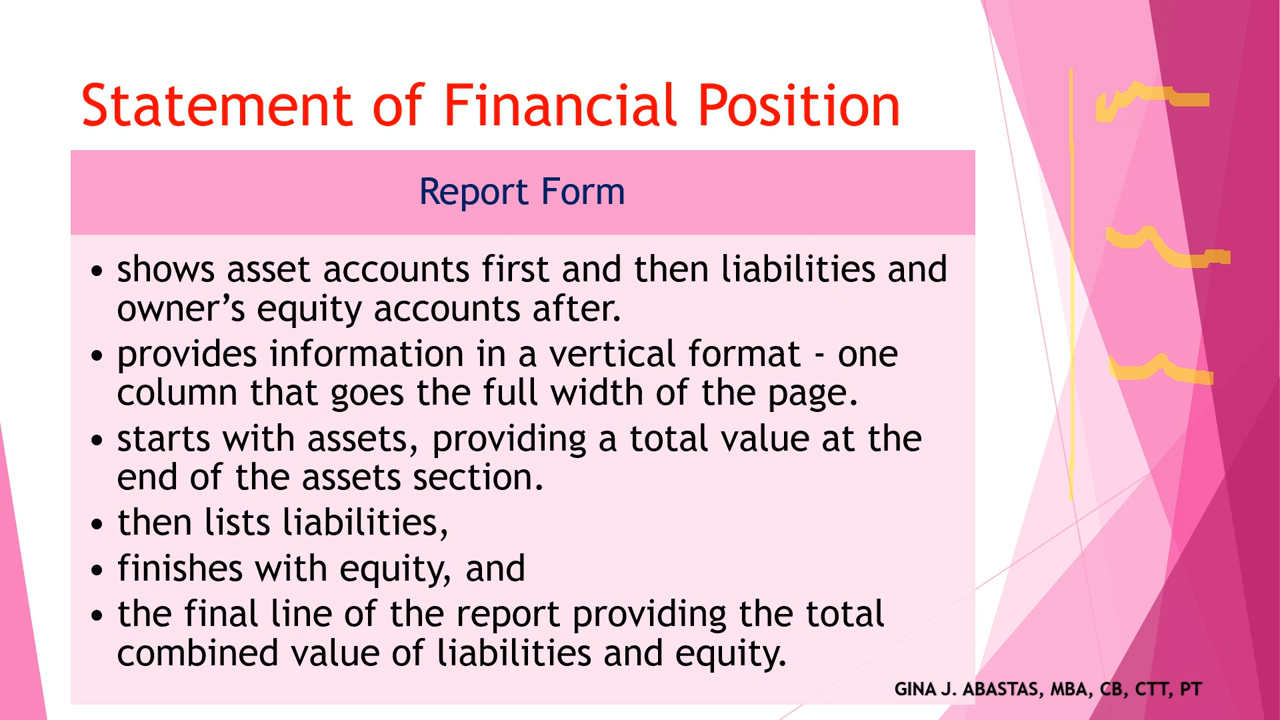 Statement of Financial Position
Report Form
• shows asset accounts first and then liabilities and
owner’s equity accounts after.
• provides information in a vertical format - one
column that goes the full width of the page.
• starts with assets, providing a total value at the
end of the assets section.
• then lists liabilities,
• finishes with equity, and
• the final line of the report providing the total
combined value of liabilities and equity.
GINA J. ABASTAS, MBA, CB, CTT, PT